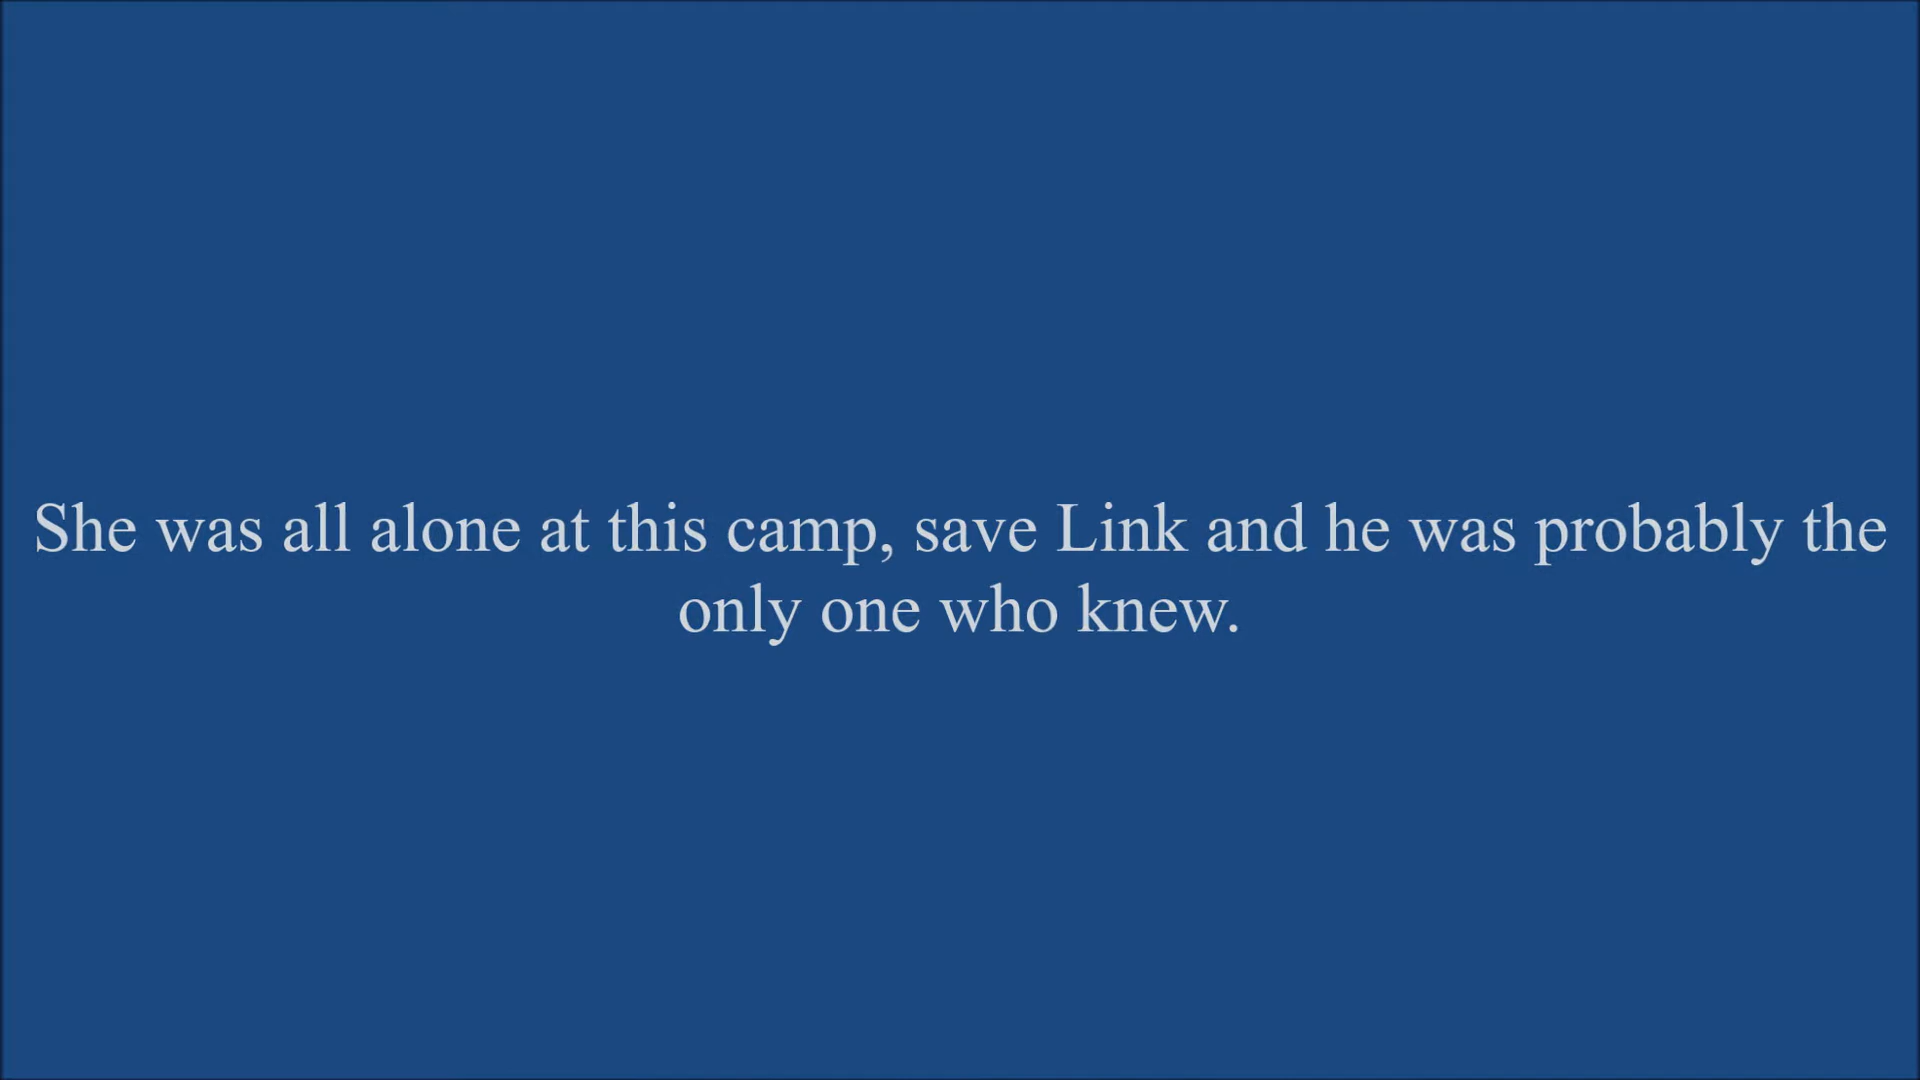 She was all alone at this camp, save Link and he was probably the
only one who knew.